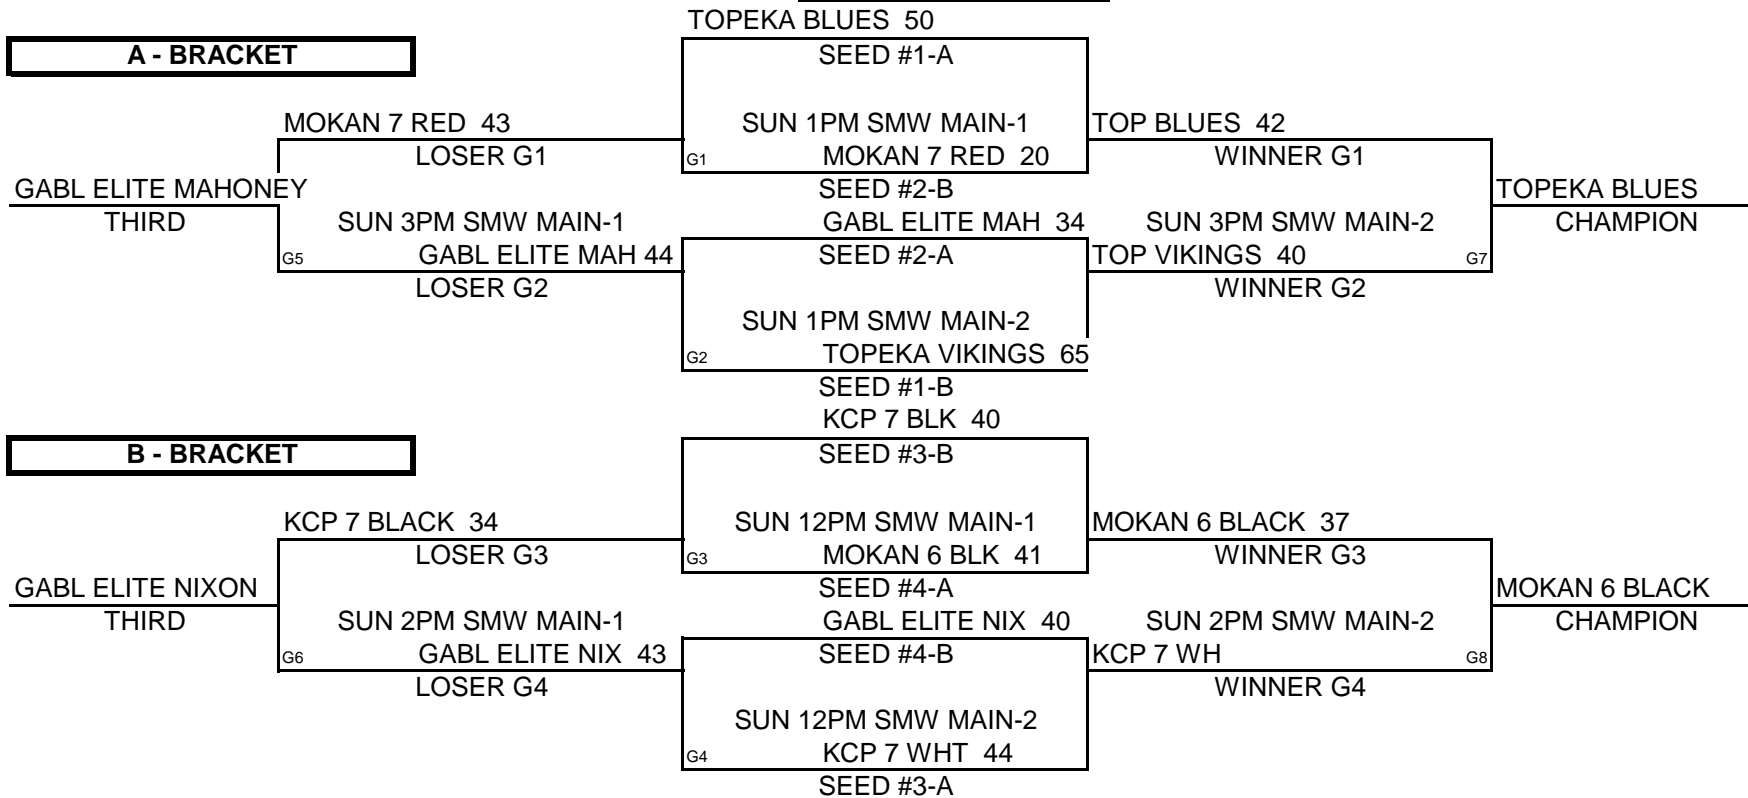 TOPEKA BLUES 50
A - BRACKET
SEED #1-A
MOKAN 7 RED 43
SUN 1PM SMW MAIN-1
TOP BLUES 42
LOSER G1
G1
MOKAN 7 RED 20
WINNER G1
GABL ELITE MAHONEY
SEED #2-B
TOPEKA BLUES
THIRD
SUN 3PM SMW MAIN-1
GABL ELITE MAH 34
SUN 3PM SMW MAIN-2
CHAMPION
G5
GABL ELITE MAH 44
SEED #2-A
TOP VIKINGS 40
G7
LOSER G2
WINNER G2
SUN 1PM SMW MAIN-2
G2
TOPEKA VIKINGS 65
SEED #1-B
KCP 7 BLK 40
B - BRACKET
SEED #3-B
KCP 7 BLACK 34
SUN 12PM SMW MAIN-1
MOKAN 6 BLACK 37
LOSER G3
G3
MOKAN 6 BLK 41
WINNER G3
GABL ELITE NIXON
SEED #4-A
MOKAN 6 BLACK
THIRD
SUN 2PM SMW MAIN-1
GABL ELITE NIX 40
SUN 2PM SMW MAIN-2
CHAMPION
G6
GABL ELITE NIX 43
SEED #4-B
KCP 7 WH
G8
LOSER G4
WINNER G4
SUN 12PM SMW MAIN-2
G4
KCP 7 WHT 44
SEED #3-A